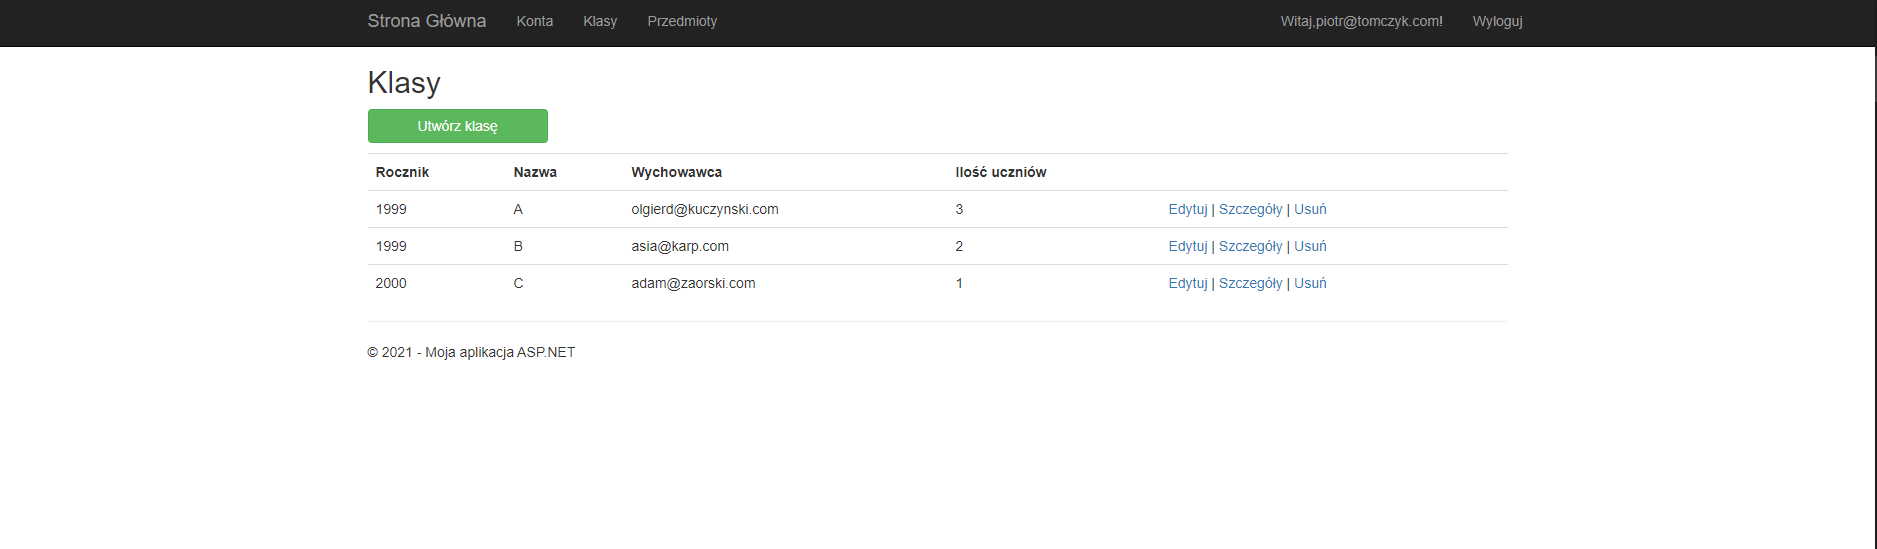 Strona Główna Konta Klasy Przedmioty Witaj,piotr@tomczyk.com! Wyloguj
Klasy
Utwórz klasę
Rocznik Nazwa Wychowawca Ilość uczniów
1999 A olgierd@kuczynski.com 3 Edytuj | Szczegóły | Usuń
1999 B asia@karp.com 2 Edytuj | Szczegóły | Usuń
2000 C adam@zaorski.com 1 Edytuj | Szczegóły | Usuń
© 2021 - Moja aplikacja ASP.NET